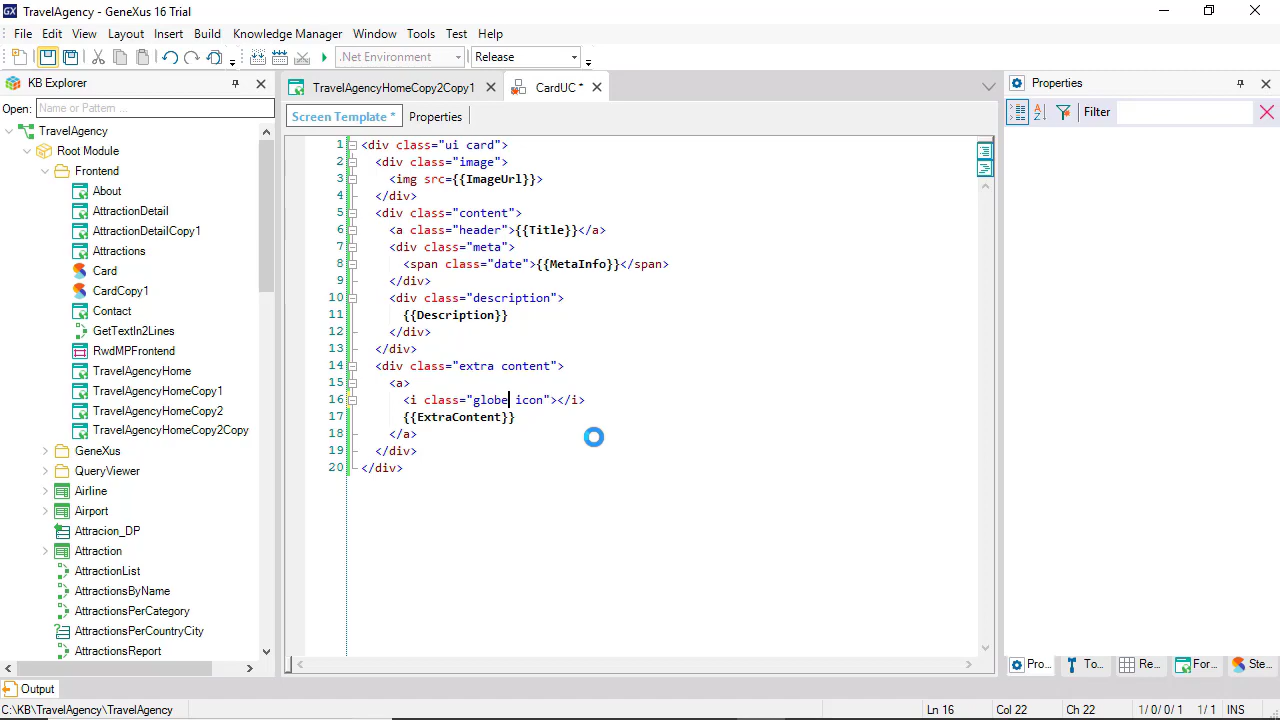 GX TravelAgency - GeneXus 16 Trial
File Edit View Layout Insert Build Knowledge Manager Window Tools Test Help
.Net Environment Release
KB Explorer
Open: Name or Pattern ...
TravelAgency
Root Module
Frontend
About
AttractionDetail
AttractionDetailCopy1
Attractions
Card
CardCopy1
Contact
GetTextIn2Lines
RwdMPFrontend
TravelAgencyHome
TravelAgencyHomeCopy1
TravelAgencyHomeCopy2
TravelAgencyHomeCopy2Copy
GeneXus
QueryViewer
Airline
Airport
Attracion_DP
Attraction
AttractionList
AttractionsByName
AttractionsPerCategory
AttractionsPerCountryCity
AttractionsReport
TravelAgencyHomeCopy2Copy1 CardUC *
Screen Template * Properties
1 <div class="ui card">
2 <div class="image">
3 <img src={{ImageUrl}}>
4 </div>
5 <div class="content">
6 <a class="header">{{Title}}</a>
7 <div class="meta">
8 <span class="date">{{MetaInfo}}</span>
9 </div>
10 <div class="description">
11 {{Description}}
12 </div>
13 </div>
14 <div class="extra content">
15 <a>
16 <i class="globe icon"></i>
17 {{ExtraContent}}
18 </a>
19 </div>
20 </div>
Properties
Filter
Pro... To... Re... For... Ste...
Output
C:\KB\TravelAgency\TravelAgency Ln 16 Col 22 Ch 22 1/ 0/ 0/ 1 1/ 1 INS